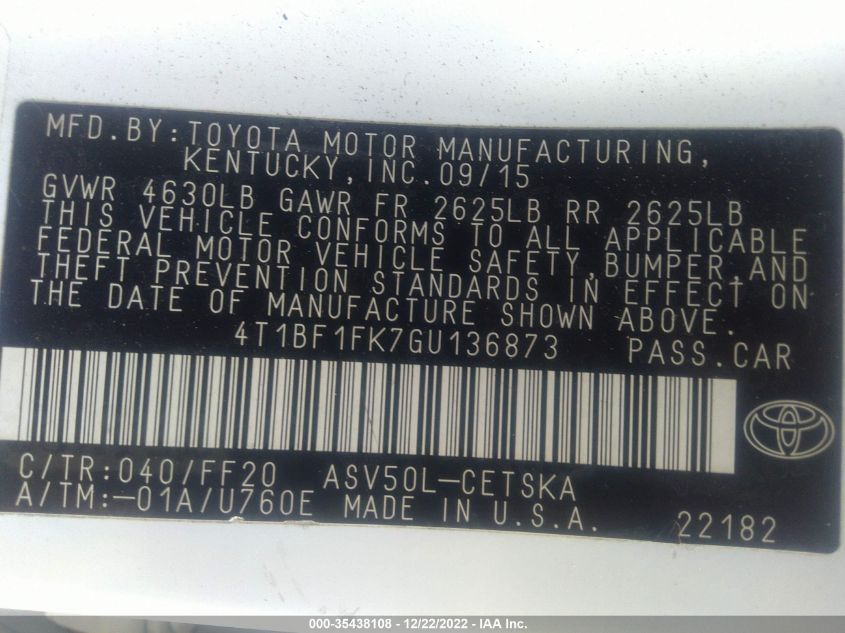 MFD.BY:TOYOTA MOTOR MANUFACTURING,
KENTUCKY,INC.09/15
GVWR 4630LB GAWR FR 2625LB RR 2625LB
THIS VEHICLE CONFORMS TO ALL APPLICABLE
FEDERAL MOTOR VEHICLE SAFETY,BUMPER,AND
THEFT PREVENTION STANDARDS IN EFFECT ON
THE DATE OF MANUFACTURE SHOWN ABOVE.
4T1BF1FK7GU136873 PASS.CAR
C/TR:040/FF20 ASV50L-CETSKA
A/TM:-01A/U760E MADE IN U.S.A. 22182
000-35438108 - 12/22/2022 - IAA Inc.